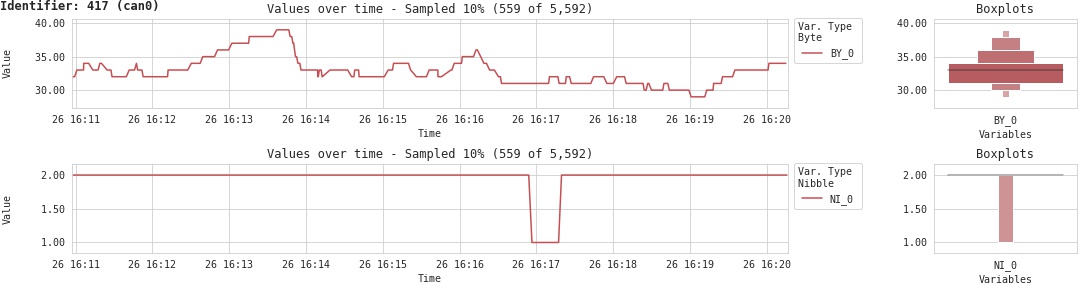 Identifier: 417 (can0)
Values over time - Sampled 10% (559 of 5,592)
Boxplots
Value
40.00
35.00
30.00
26 16:11 26 16:12 26 16:13 26 16:14 26 16:15 26 16:16 26 16:17 26 16:18 26 16:19 26 16:20
Time
Var. Type
Byte
BY_0
40.00
35.00
30.00
BY_0
Variables
Values over time - Sampled 10% (559 of 5,592)
Boxplots
Value
2.00
1.50
1.00
26 16:11 26 16:12 26 16:13 26 16:14 26 16:15 26 16:16 26 16:17 26 16:18 26 16:19 26 16:20
Time
Var. Type
Nibble
NI_0
2.00
1.50
1.00
NI_0
Variables